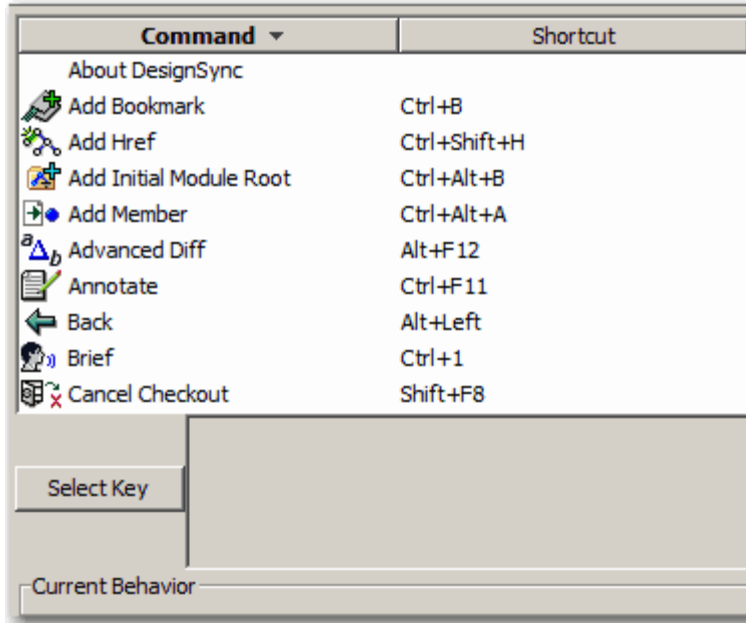 Command Shortcut
About DesignSync
Add Bookmark Ctrl+B
Add Href Ctrl+Shift+H
Add Initial Module Root Ctrl+Alt+B
Add Member Ctrl+Alt+A
a b Advanced Diff Alt+F12
Annotate Ctrl+F11
Back Alt+Left
Brief Ctrl+1
Cancel Checkout Shift+F8
Select Key
Current Behavior